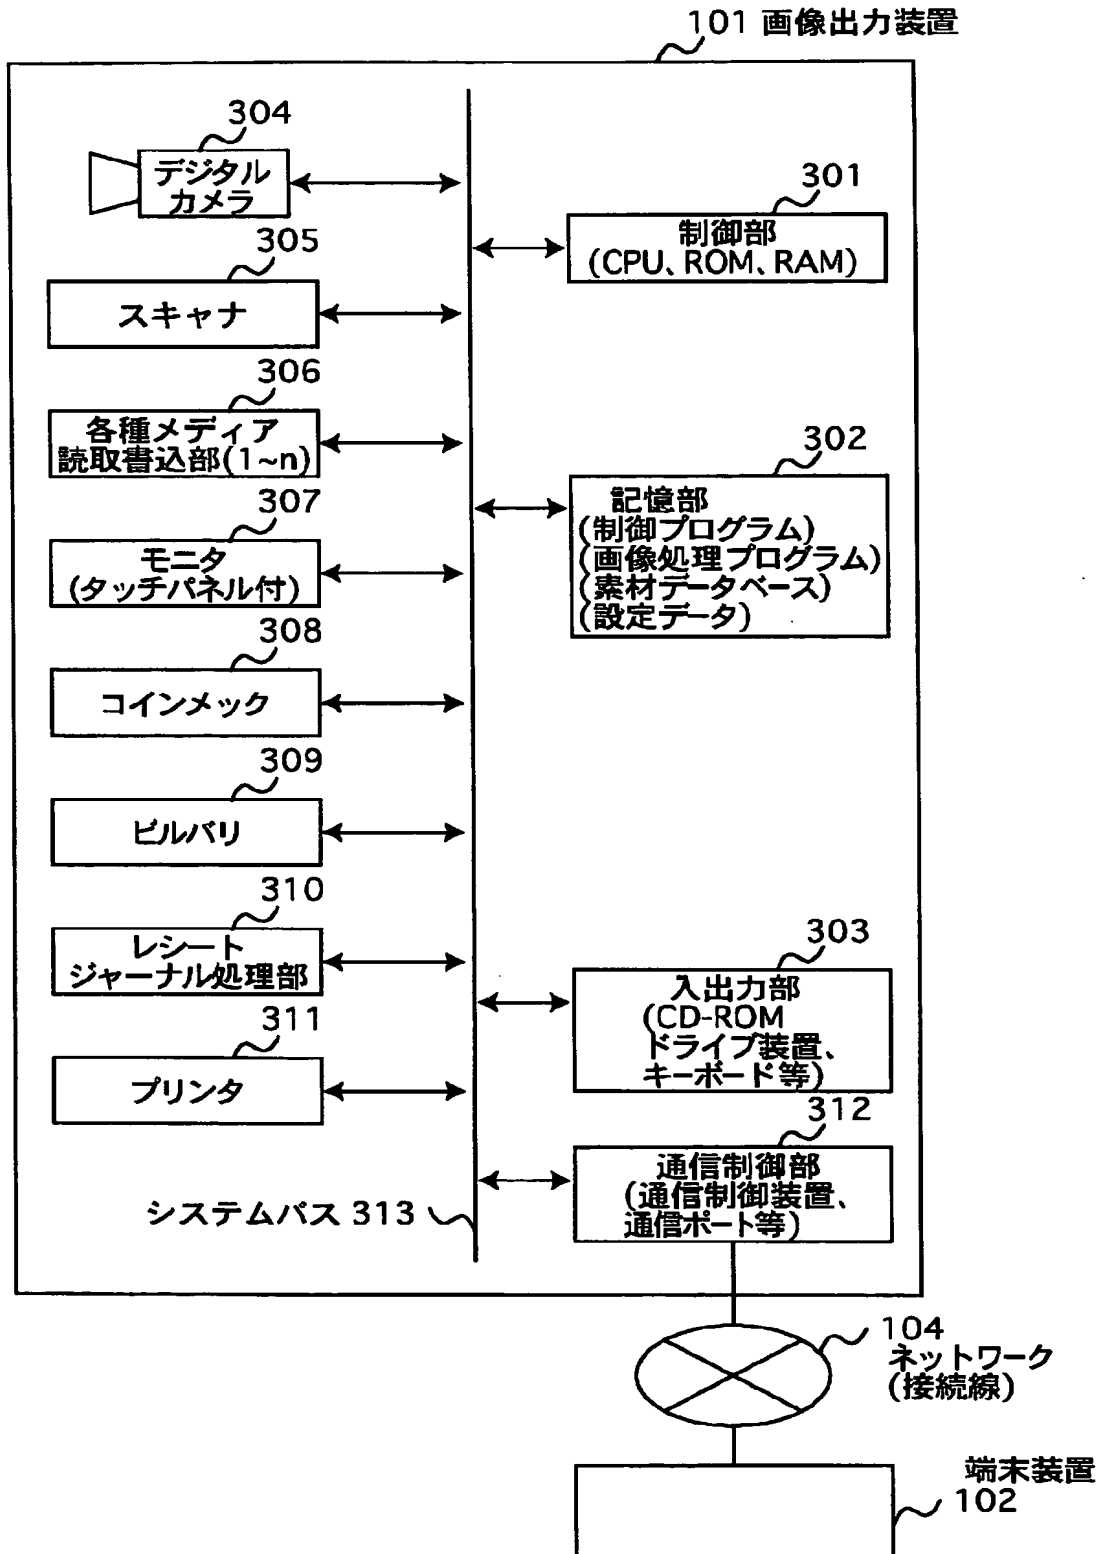 101 画像出力装置
304
デジタル
カメラ
301
制御部
(CPU、ROM、RAM)
305
スキャナ
306
各種メディア
読取書込部(1~n)
302
記憶部
(制御プログラム)
(画像処理プログラム)
(素材データベース)
(設定データ)
307
モニタ
(タッチパネル付)
308
コインメック
309
ビルバリ
310
レシート
ジャーナル処理部
303
入出力部
(CD-ROM
ドライブ装置、
キーボード等)
311
プリンタ
312
通信制御部
(通信制御装置、
通信ポート等)
システムバス 313
104
ネットワーク
(接続線)
端末装置
102